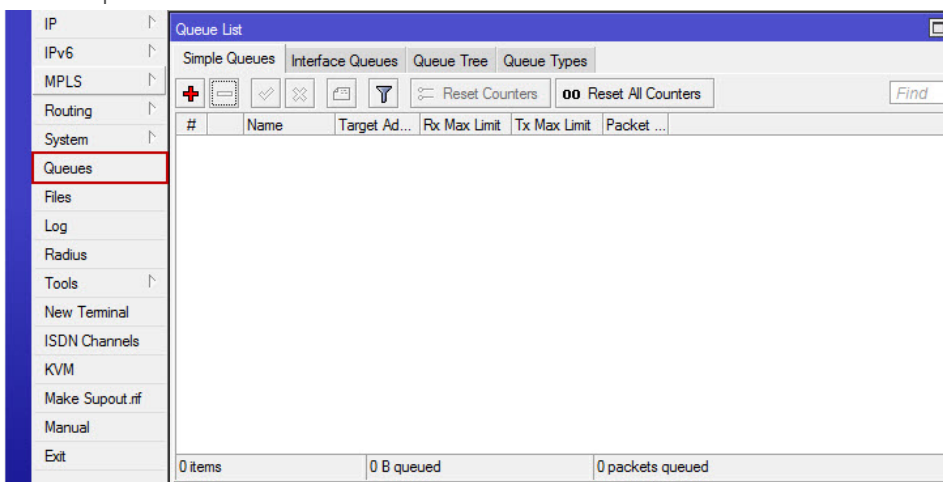 IP
IPv6
MPLS
Routing
System
Queues
Files
Log
Radius
Tools
New Terminal
ISDN Channels
KVM
Make Supout.rif
Manual
Exit
Queue List
Simple Queues Interface Queues Queue Tree Queue Types
Reset Counters 00 Reset All Counters Find
# Name Target Ad... Rx Max Limit Tx Max Limit Packet ...
0 items 0 B queued 0 packets queued